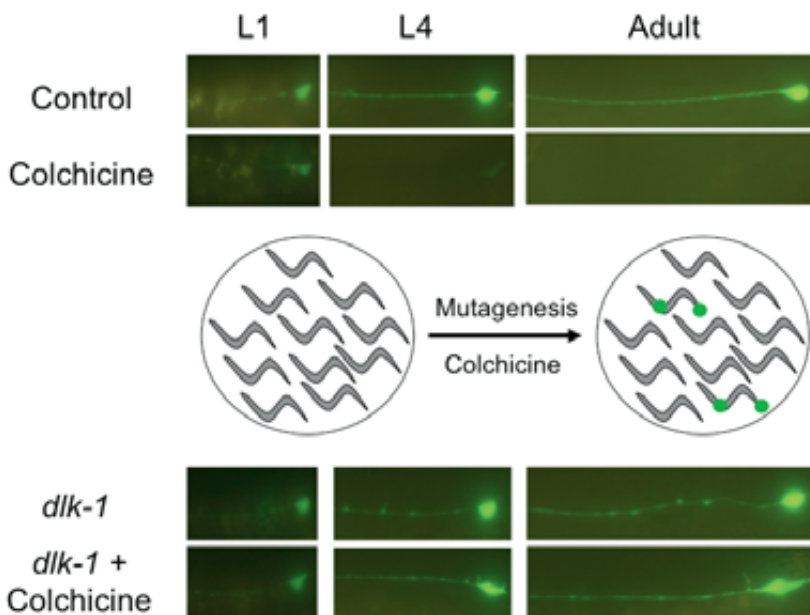 L1 L4 Adult
Control
Colchicine
Mutagenesis
Colchicine
dlk-1
dlk-1 +
Colchicine